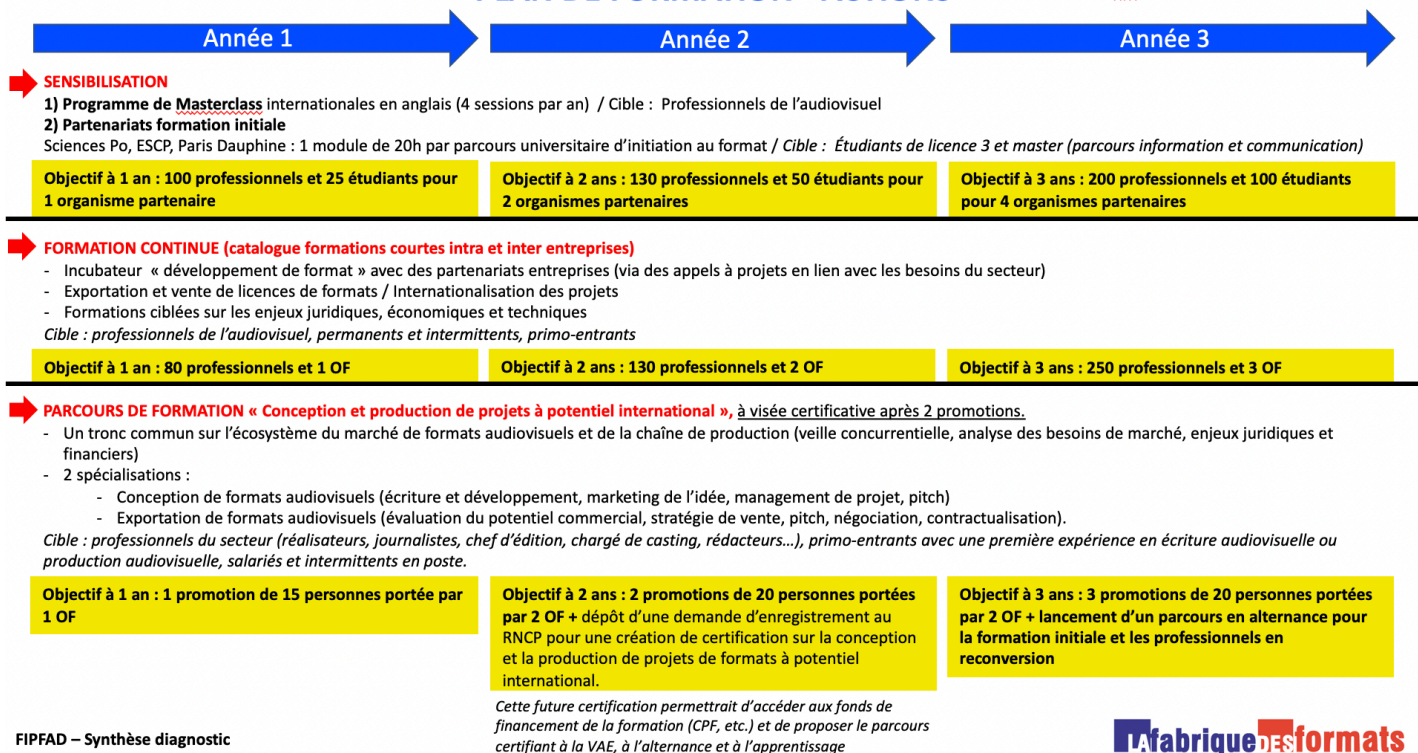 Année 1
Année 2
Année 3
SENSIBILISATION
1) Programme de Masterclass internationales en anglais (4 sessions par an) / Cible : Professionnels de l'audiovisuel
2) Partenariats formation initiale
Sciences Po, ESCP, Paris Dauphine : 1 module de 20h par parcours universitaire d'initiation au format / Cible : Étudiants de licence 3 et master (parcours information et communication)
Objectif à 1 an : 100 professionnels et 25 étudiants pour
1 organisme partenaire
Objectif à 2 ans : 130 professionnels et 50 étudiants pour
2 organismes partenaires
Objectif à 3 ans : 200 professionnels et 100 étudiants
pour 4 organismes partenaires
FORMATION CONTINUE (catalogue formations courtes intra et inter entreprises)
- Incubateur « développement de format » avec des partenariats entreprises (via des appels à projets en lien avec les besoins du secteur)
- Exportation et vente de licences de formats / Internationalisation des projets
- Formations ciblées sur les enjeux juridiques, économiques et techniques
Cible : professionnels de l'audiovisuel, permanents et intermittents, primo-entrants
Objectif à 1 an : 80 professionnels et 1 OF
Objectif à 2 ans : 130 professionnels et 2 OF
Objectif à 3 ans : 250 professionnels et 3 OF
PARCOURS DE FORMATION « Conception et production de projets à potentiel international », à visée certificative après 2 promotions.
- Un tronc commun sur l'écosystème du marché de formats audiovisuels et de la chaîne de production (veille concurrentielle, analyse des besoins de marché, enjeux juridiques et
financiers)
- 2 spécialisations :
- Conception de formats audiovisuels (écriture et développement, marketing de l'idée, management de projet, pitch)
- Exportation de formats audiovisuels (évaluation du potentiel commercial, stratégie de vente, pitch, négociation, contractualisation).
Cible : professionnels du secteur (réalisateurs, journalistes, chef d'édition, chargé de casting, rédacteurs…), primo-entrants avec une première expérience en écriture audiovisuelle ou
production audiovisuelle, salariés et intermittents en poste.
Objectif à 1 an : 1 promotion de 15 personnes portée par
1 OF
Objectif à 2 ans : 2 promotions de 20 personnes portées
par 2 OF + dépôt d'une demande d'enregistrement au
RNCP pour une création de certification sur la conception
et la production de projets de formats à potentiel
international.
Objectif à 3 ans : 3 promotions de 20 personnes portées
par 2 OF + lancement d'un parcours en alternance pour
la formation initiale et les professionnels en
reconversion
Cette future certification permettrait d'accéder aux fonds de
financement de la formation (CPF, etc.) et de proposer le parcours
certifiant à la VAE, à l'alternance et à l'apprentissage
FIPFAD – Synthèse diagnostic
LAfabriqueDESformats